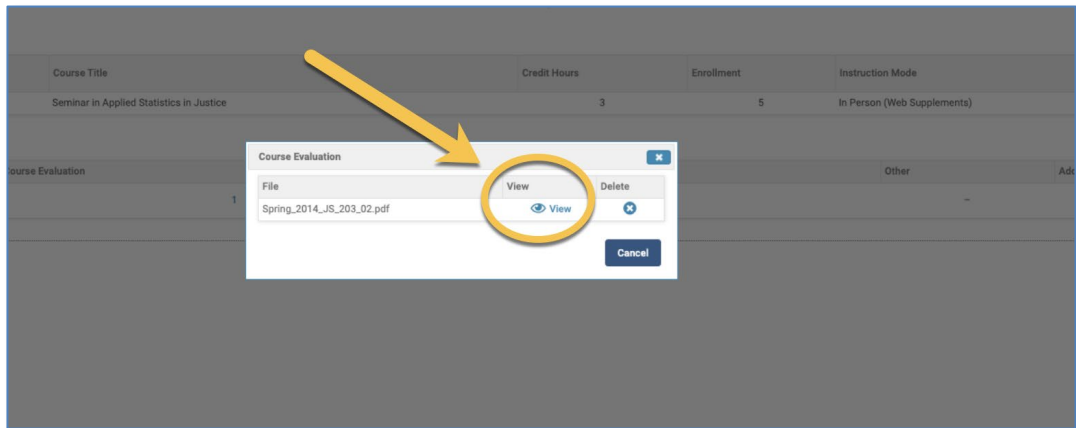 Course Title Credit Hours Enrollment Instruction Mode
Seminar in Applied Statistics in Justice 3 5 In Person (Web Supplements)
Course Evaluation
Evaluation Other
File View Delete
1 –
Spring_2014_JS_203_02.pdf View
Cancel